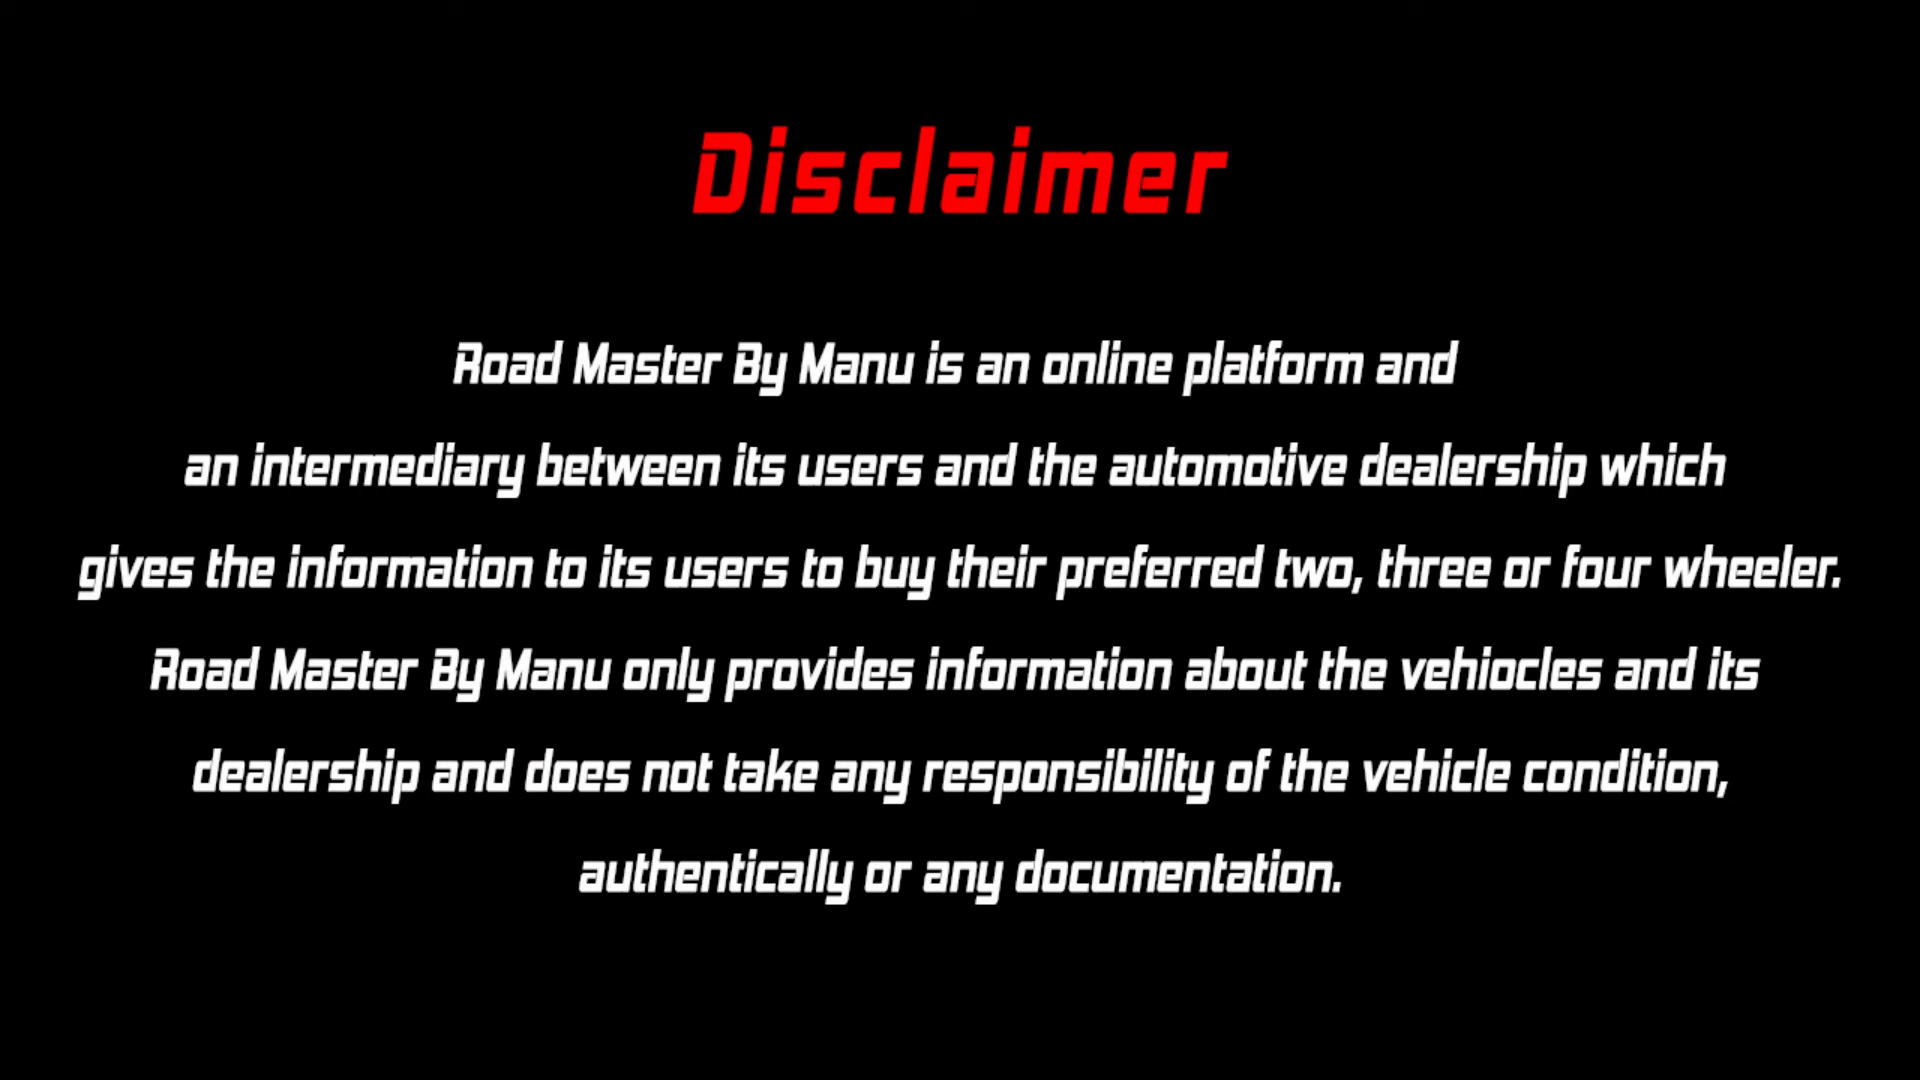 Disclaimer
Road Master By Manu is an online platform and
an intermediary between its users and the automotive dealership which
gives the information to its users to buy their preferred two, three or four wheeler.
Road Master By Manu only provides information about the vehiocles and its
dealership and does not take any responsibility of the vehicle condition,
authentically or any documentation.